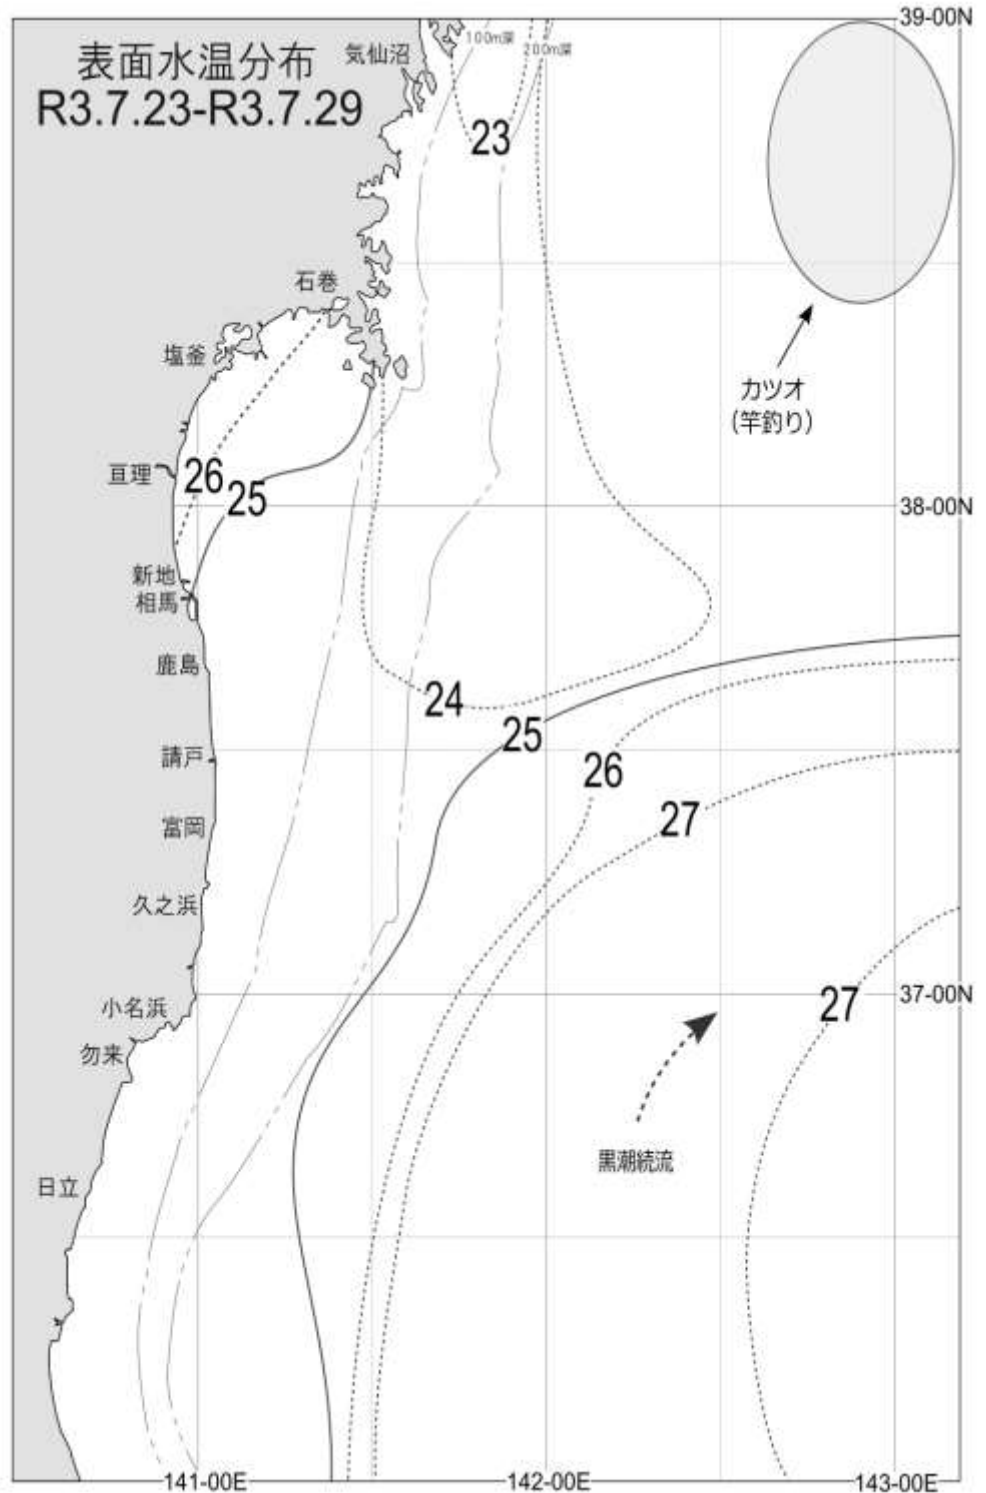 39-00N
100m深
200m深
気仙沼
表面水温分布
R3.7.23-R3.7.29
23
石巻
塩釜
カツオ
(竿釣り)
亘理
26
25
38-00N
新地
相馬
鹿島
24
25
請戸
26
27
富岡
久之浜
37-00N
27
小名浜
勿来
黒潮続流
日立
141-00E
142-00E
143-00E